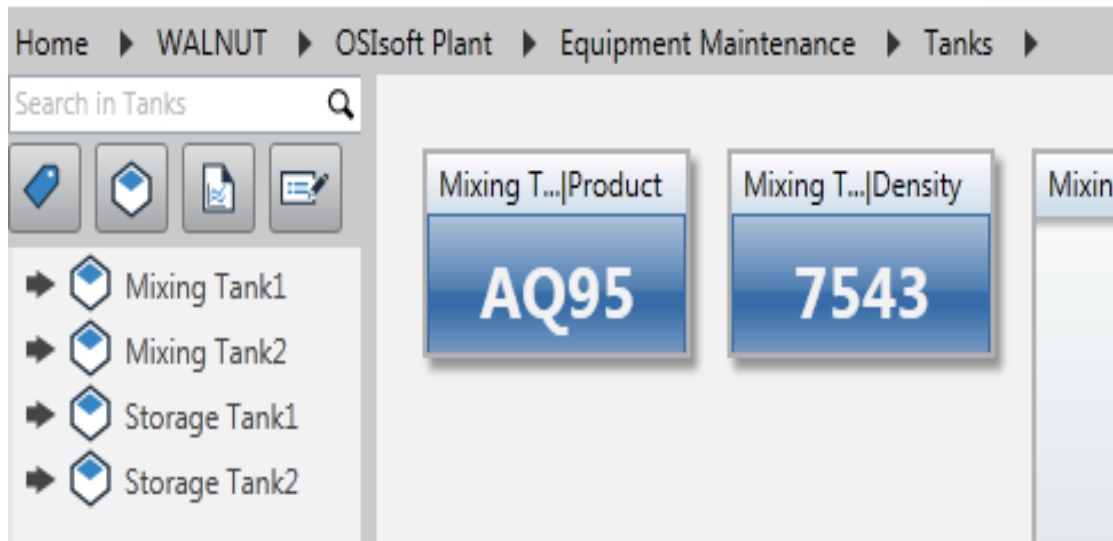 Home ▶ WALNUT ▶ OSIsoft Plant ▶ Equipment Maintenance ▶ Tanks ▶
Search in Tanks
Mixing Tank1
Mixing Tank2
Storage Tank1
Storage Tank2
Mixing T...|Product
AQ95
Mixing T...|Density
7543
Mixin